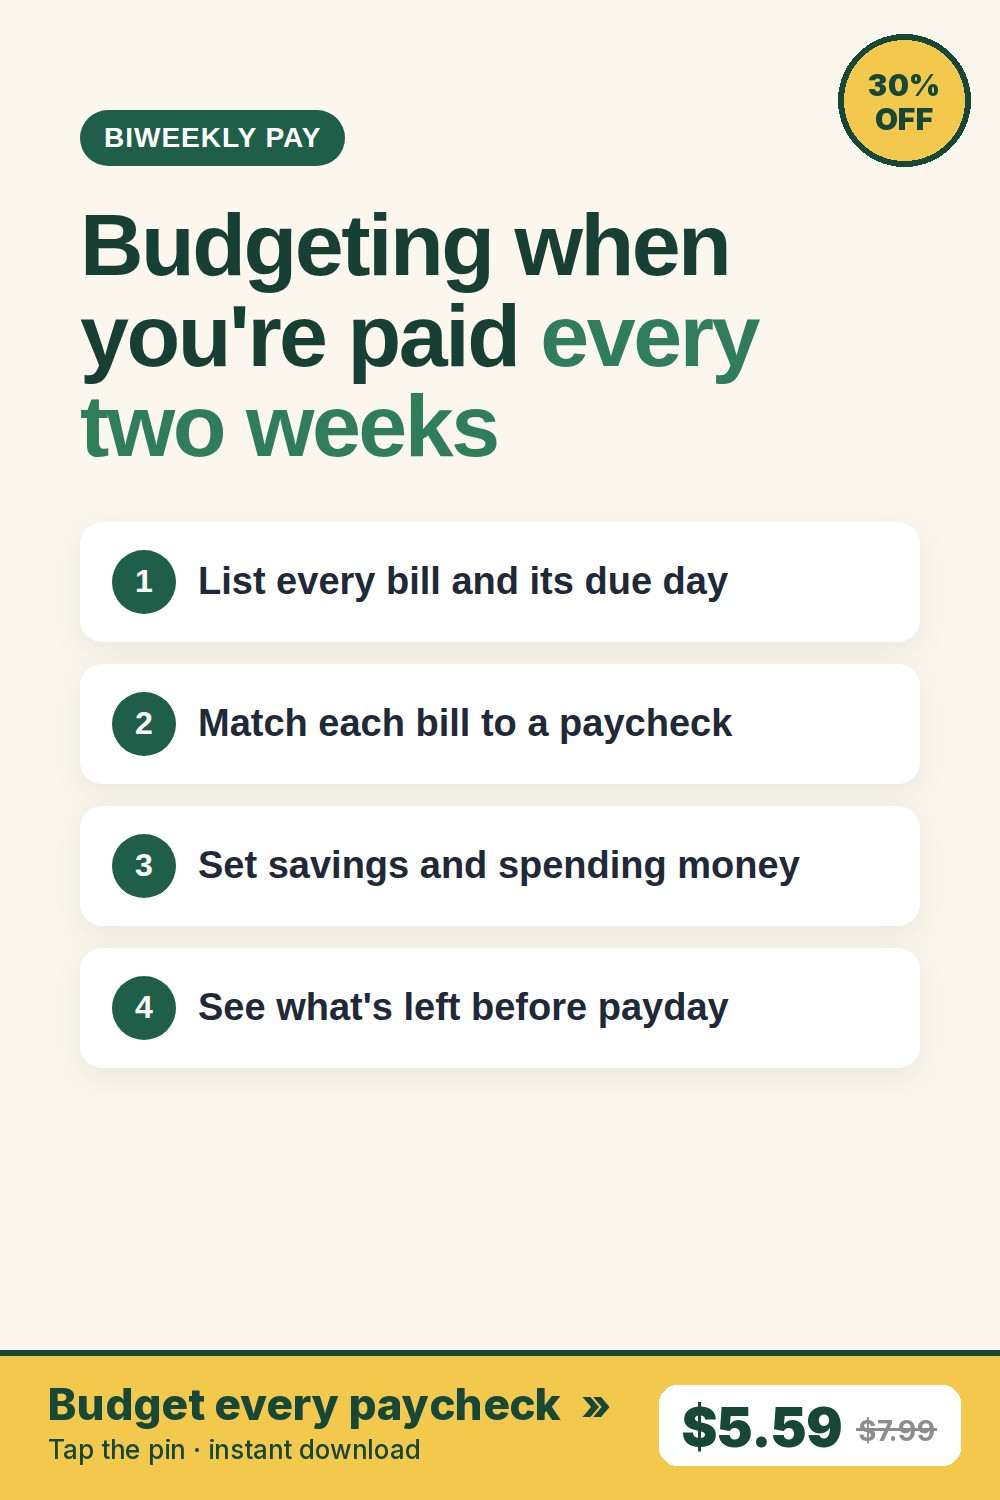 30%
OFF
BIWEEKLY PAY
Budgeting when
you're paid every
two weeks
1 List every bill and its due day
2 Match each bill to a paycheck
3 Set savings and spending money
4 See what's left before payday
Budget every paycheck »
Tap the pin · instant download
$5.59 $7.99